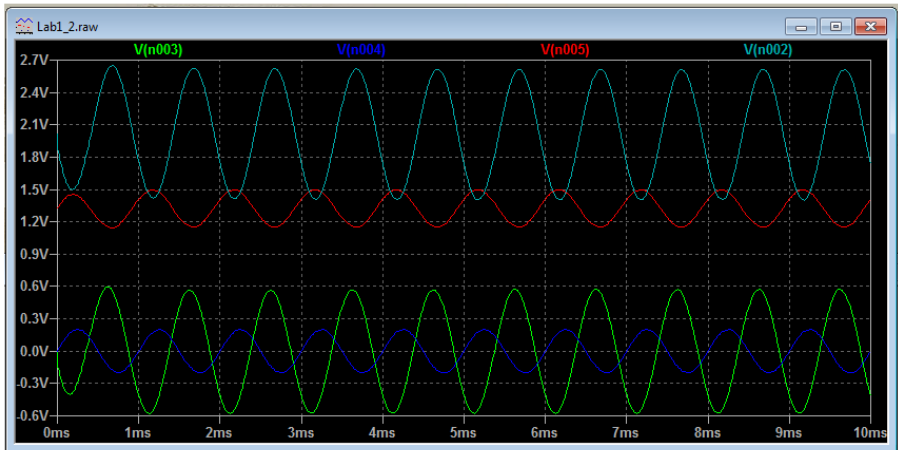 Lab1_2.raw
V(n003) V(n004) V(n005) V(n002)
2.7V
2.4V
2.1V
1.8V
1.5V
1.2V
0.9V
0.6V
0.3V
0.0V
-0.3V
-0.6V
0ms 1ms 2ms 3ms 4ms 5ms 6ms 7ms 8ms 9ms 10ms